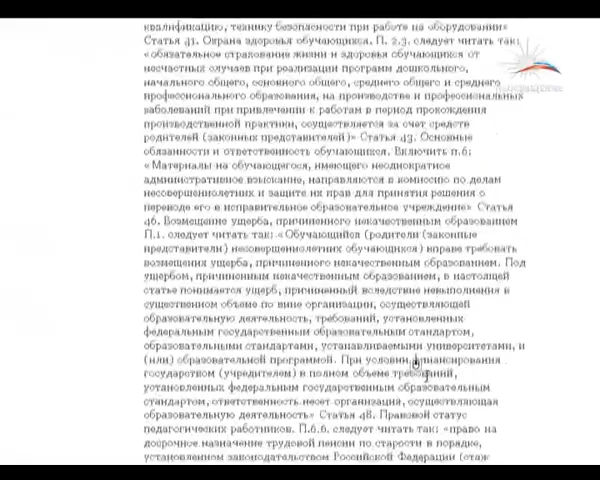 квалификацию, технику безопасности при работе на оборудовании»
Статья 41. Охрана здоровья обучающихся. П. 2.3. следует читать так:
«обязательное страхование жизни и здоровья обучающихся от
несчастных случаев при реализации программ дошкольного,
начального общего, основного общего, среднего общего и среднего
профессионального образования, на производстве и профессиональных
заболеваний при привлечении к работам в период прохождения
производственной практики, осуществляется за счет средств
родителей (законных представителей)» Статья 43. Основные
обязанности и ответственность обучающихся. Включить п.6:
«Материалы на обучающегося, имеющего неоднократное
административное взыскание, направляются в комиссию по делам
несовершеннолетних и защите их прав для принятия решения о
переводе его в исправительное образовательное учреждение» Статья
46. Возмещение ущерба, причиненного некачественным образованием
П.1. следует читать так: «Обучающийся (родители (законные
представители) несовершеннолетних обучающихся) вправе требовать
возмещения ущерба, причиненного некачественным образованием. Под
ущербом, причиненным некачественным образованием, в настоящей
статье понимается ущерб, причиненный вследствие невыполнения в
существенном объеме по вине организации, осуществляющей
образовательную деятельность, требований, установленных
федеральным государственным образовательным стандартом,
образовательными стандартами, устанавливаемыми университетами, и
(или) образовательной программой. При условии финансирования
государством (учредителем) в полном объеме требований,
установленных федеральным государственным образовательным
стандартом, ответственность несет организация, осуществляющая
образовательную деятельность» Статья 48. Правовой статус
педагогических работников. П.6.6. следует читать так: «право на
досрочное назначение трудовой пенсии по старости в порядке,
установленном законодательством Российской Федерации (стаж